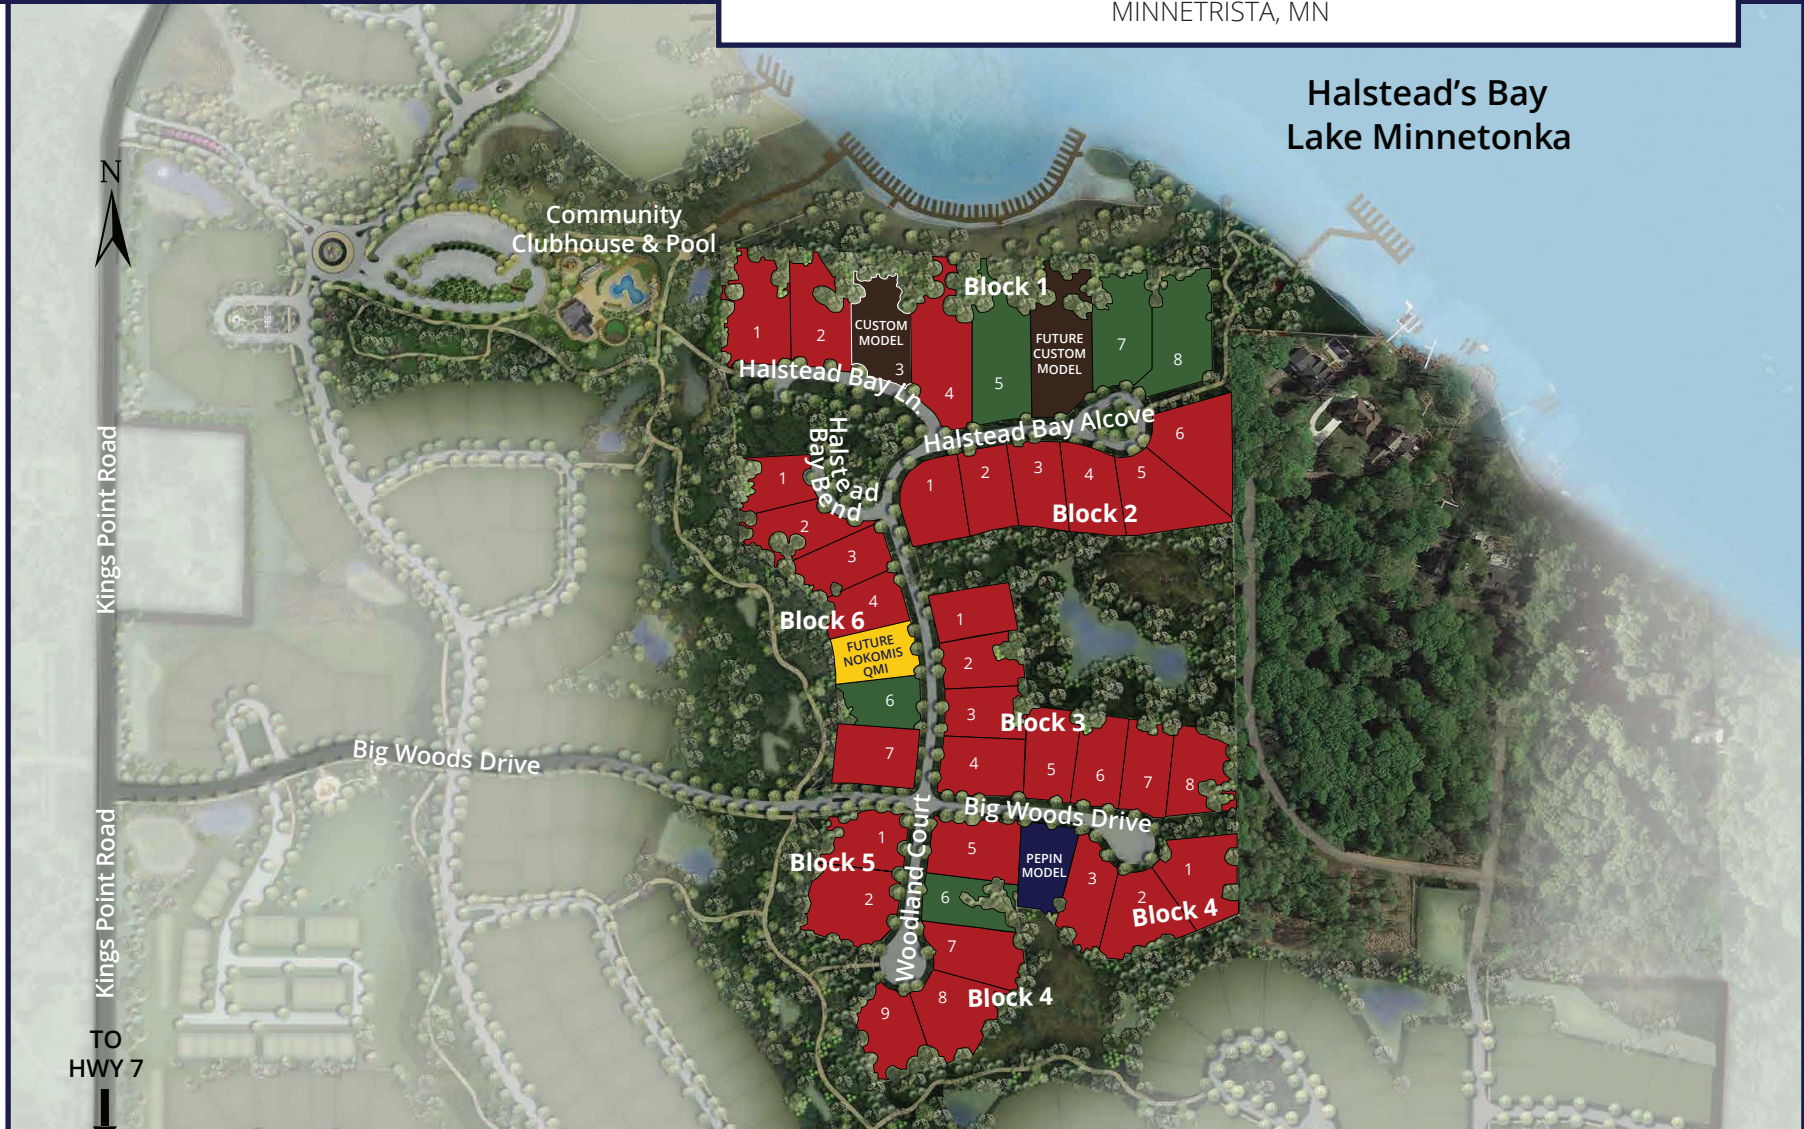 MINNETRISTA, MN
Halstead's Bay
Lake Minnetonka
N
Community
Clubhouse & Pool
Block 1
1
2
CUSTOM
MODEL
3
4
5
FUTURE
CUSTOM
MODEL
7
8
Halstead Bay Ln.
Halstead Bay Alcove
Halstead
Bay Bend
Kings Point Road
1
2
3
4
5
6
Block 2
1
2
3
4
Block 6
FUTURE
NOKOMIS
QMI
6
7
1
2
3
Block 3
4
5
6
7
8
Big Woods Drive
Big Woods Drive
Kings Point Road
Woodland Court
1
Block 5
2
5
PEPIN
MODEL
3
2
1
Block 4
6
7
8
Block 4
9
TO
HWY 7